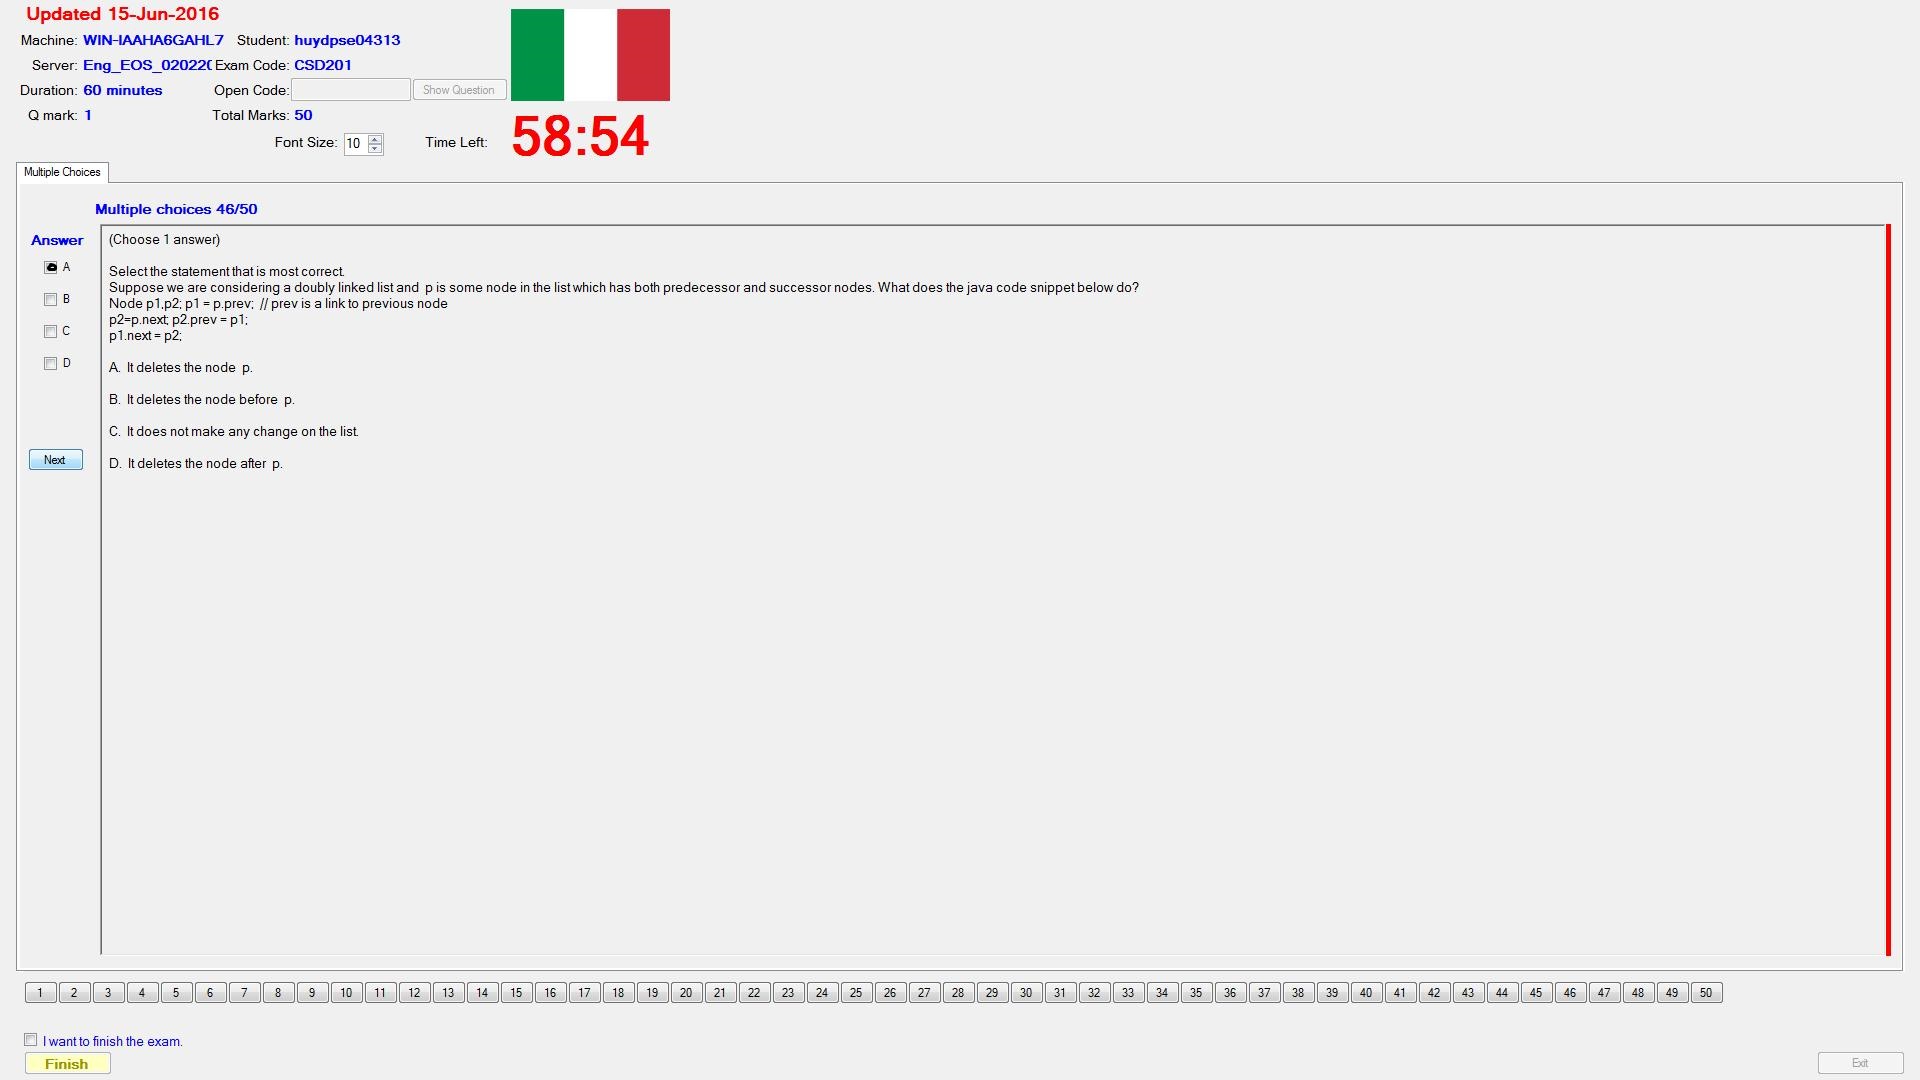 Updated 15-Jun-2016
Machine: WIN-IAAHA6GAHL7 Student: huydpse04313
Server: Eng_EOS_020220 Exam Code: CSD201
Duration: 60 minutes Open Code: Show Question
Q mark: 1 Total Marks: 50
Font Size: 10 Time Left: 58:54
Multiple Choices
Multiple choices 46/50
Answer
A
B
C
D
Next
(Choose 1 answer)
Select the statement that is most correct.
Suppose we are considering a doubly linked list and p is some node in the list which has both predecessor and successor nodes. What does the java code snippet below do?
Node p1,p2; p1 = p.prev; // prev is a link to previous node
p2=p.next; p2.prev = p1;
p1.next = p2;
A. It deletes the node p.
B. It deletes the node before p.
C. It does not make any change on the list.
D. It deletes the node after p.
1 2 3 4 5 6 7 8 9 10 11 12 13 14 15 16 17 18 19 20 21 22 23 24 25 26 27 28 29 30 31 32 33 34 35 36 37 38 39 40 41 42 43 44 45 46 47 48 49 50
I want to finish the exam.
Finish Exit